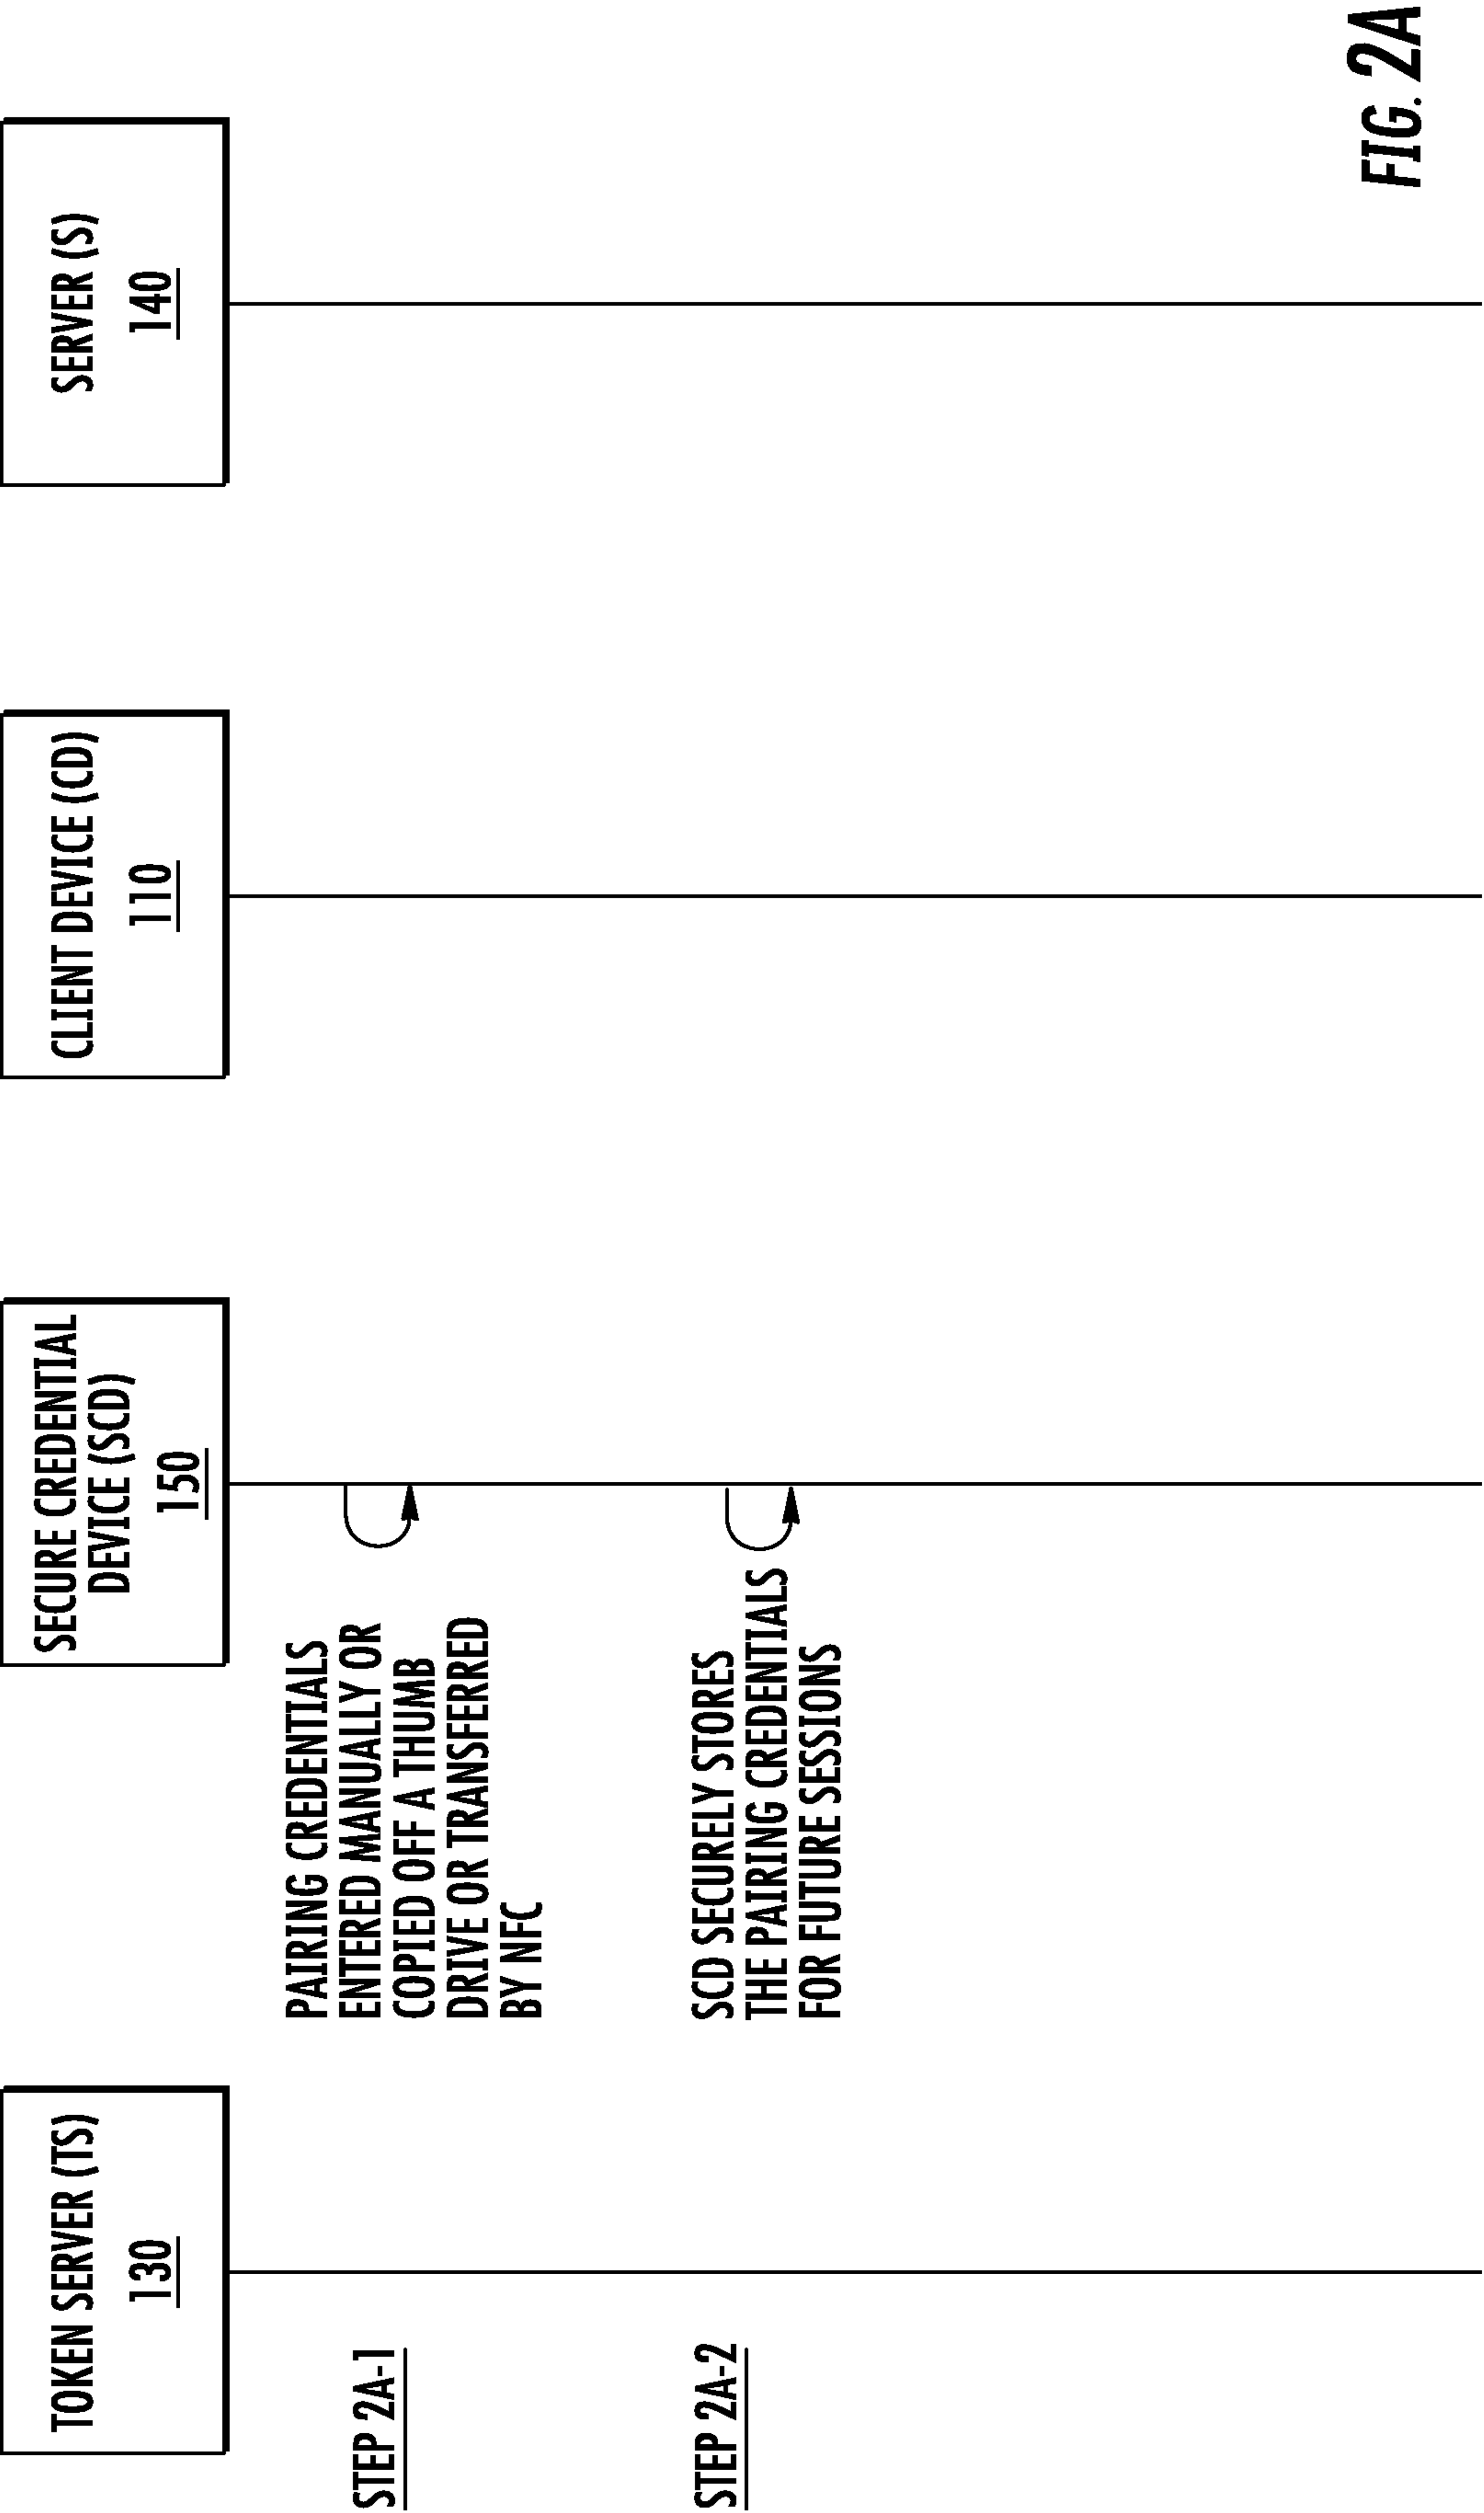 TOKEN SERVER (TS)
130
SECURE CREDENTIAL
DEVICE (SCD)
150
CLIENT DEVICE (CD)
110
SERVER (S)
140
STEP 2A-1
PAIRING CREDENTIALS
ENTERED MANUALLY OR
COPIED OFF A THUMB
DRIVE OR TRANSFERRED
BY NFC
STEP 2A-2
SCD SECURELY STORES
THE PAIRING CREDENTIALS
FOR FUTURE SESSIONS
FIG. 2A